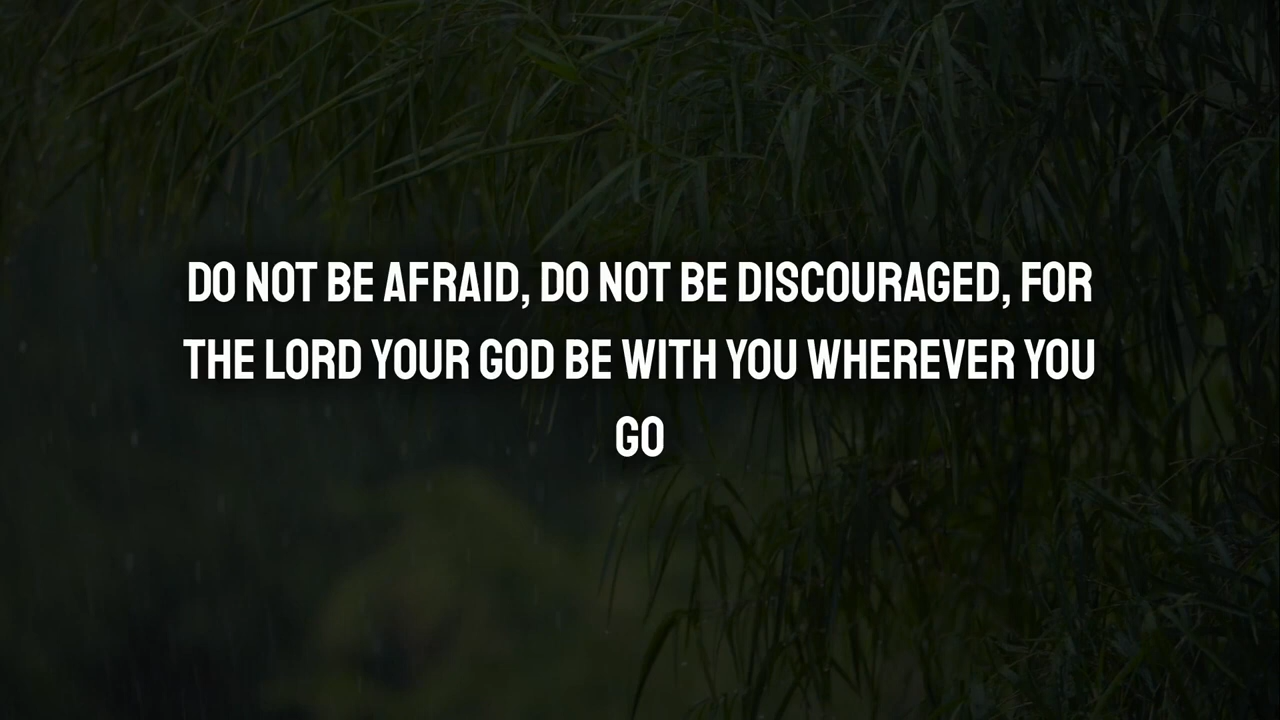 DO NOT BE AFRAID, DO NOT BE DISCOURAGED, FOR
THE LORD YOUR GOD BE WITH YOU WHEREVER YOU
GO